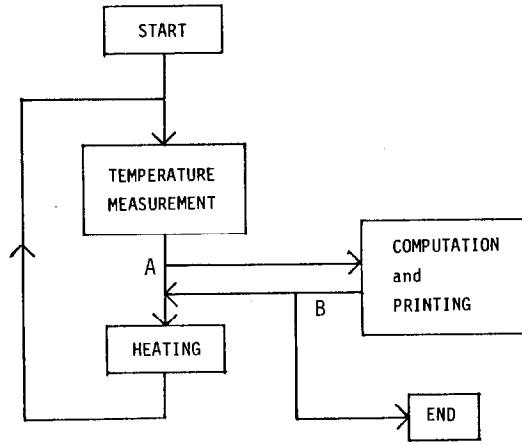 START
TEMPERATURE
MEASUREMENT
A
COMPUTATION
and
PRINTING
B
HEATING
END